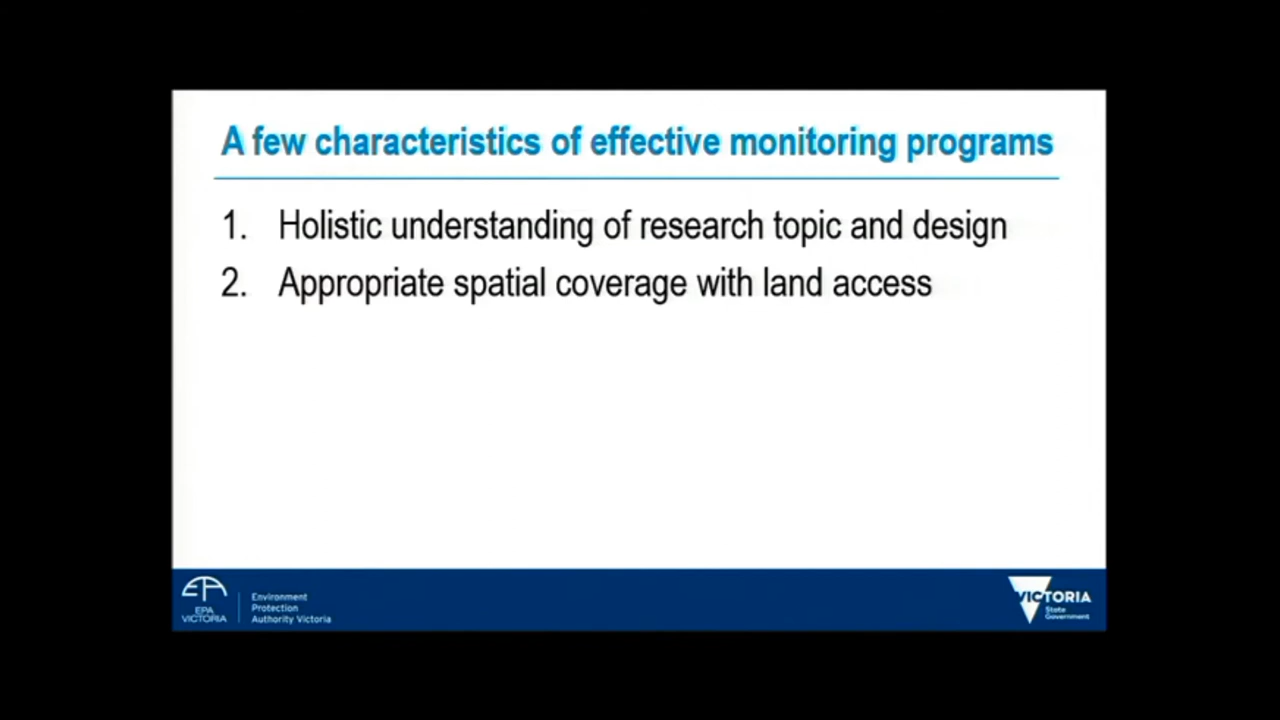 A few characteristics of effective monitoring programs
1. Holistic understanding of research topic and design
2. Appropriate spatial coverage with land access
EPA
VICTORIA
Environment
Protection
Authority Victoria
VICTORIA
State
Government